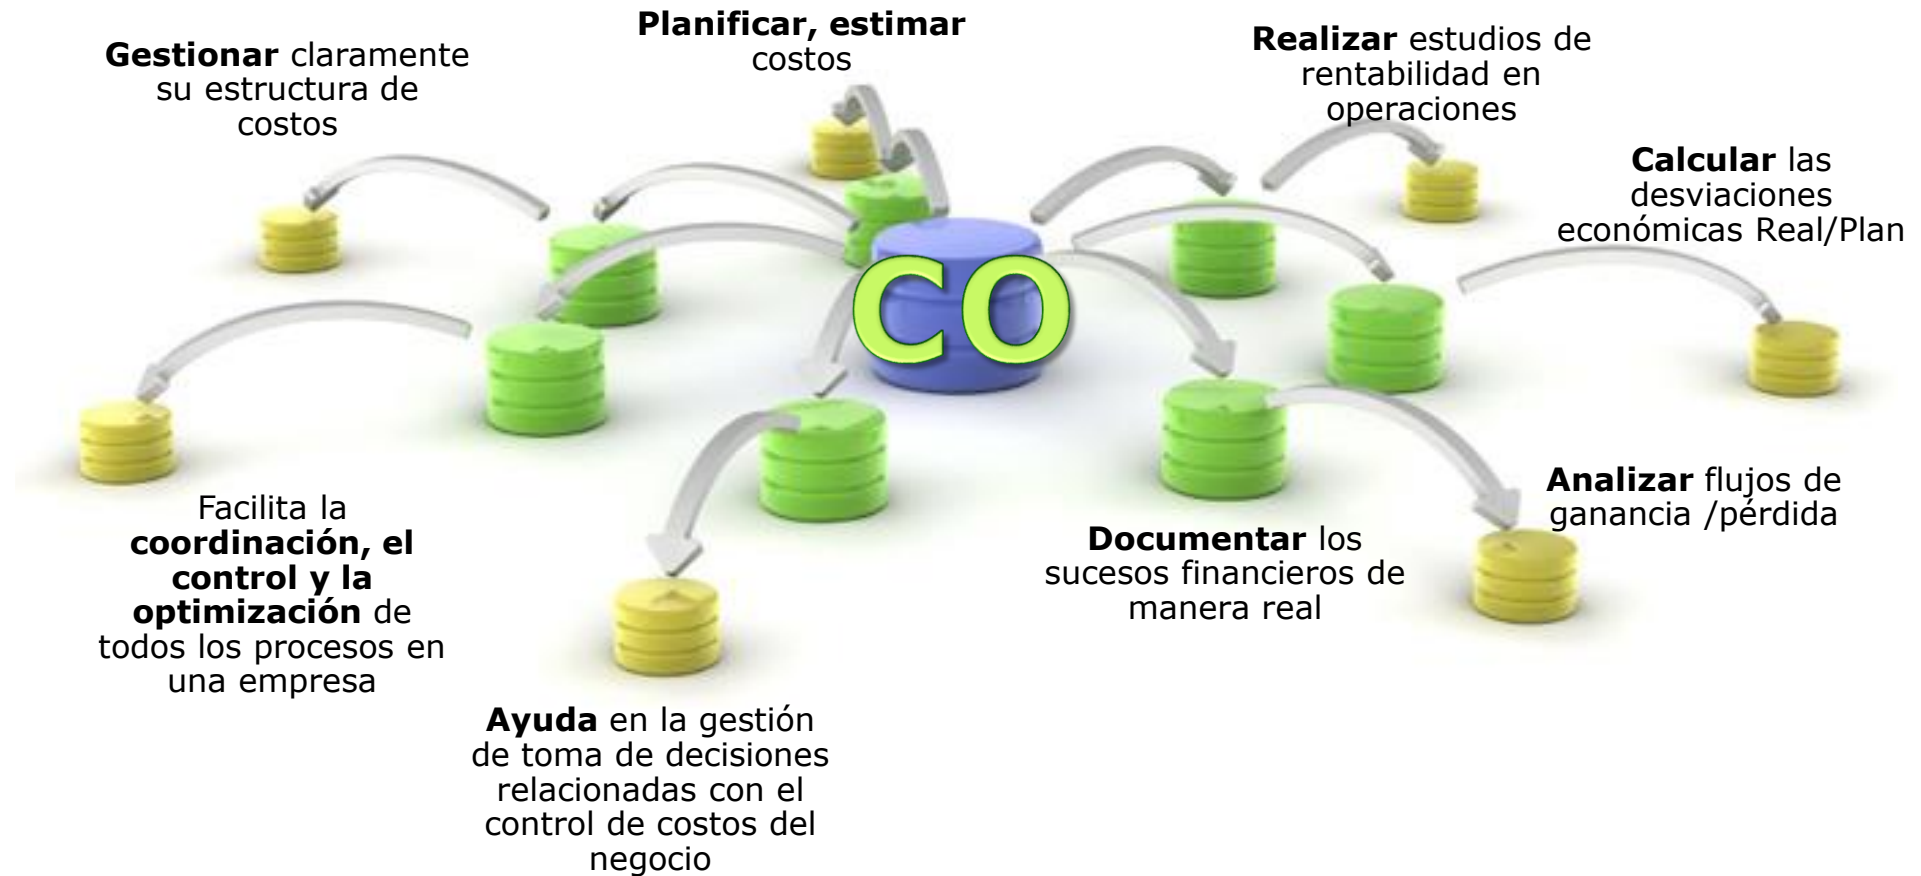 Gestionar claramente
su estructura de
costos
Planificar, estimar
costos
Realizar estudios de
rentabilidad en
operaciones
Calcular las
desviaciones
económicas Real/Plan
CO
Facilita la
coordinación, el
control y la
optimización de
todos los procesos en
una empresa
Ayuda en la gestión
de toma de decisiones
relacionadas con el
control de costos del
negocio
Documentar los
sucesos financieros de
manera real
Analizar flujos de
ganancia /pérdida